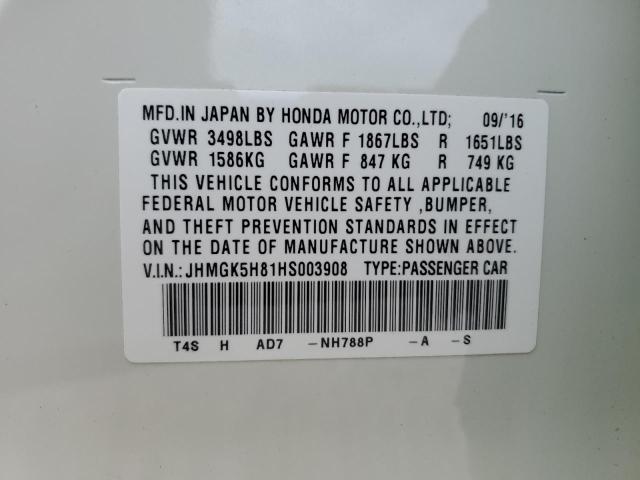 MFD.IN JAPAN BY HONDA MOTOR CO.,LTD; 09/'16
GVWR 3498LBS GAWR F 1867LBS R 1651LBS
GVWR 1586KG GAWR F 847 KG R 749 KG
THIS VEHICLE CONFORMS TO ALL APPLICABLE
FEDERAL MOTOR VEHICLE SAFETY ,BUMPER,
AND THEFT PREVENTION STANDARDS IN EFFECT
ON THE DATE OF MANUFACTURE SHOWN ABOVE.
V.I.N.:JHMGK5H81HS003908 TYPE:PASSENGER CAR
T4S H AD7 -NH788P -A -S